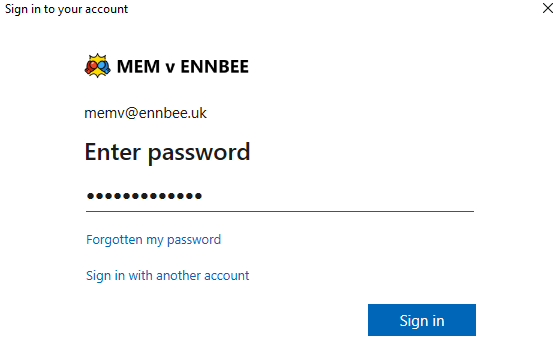 Sign in to your account
MEM v ENNBEE
memv@ennbee.uk
Enter password
•••••••••••••
Forgotten my password
Sign in with another account
Sign in